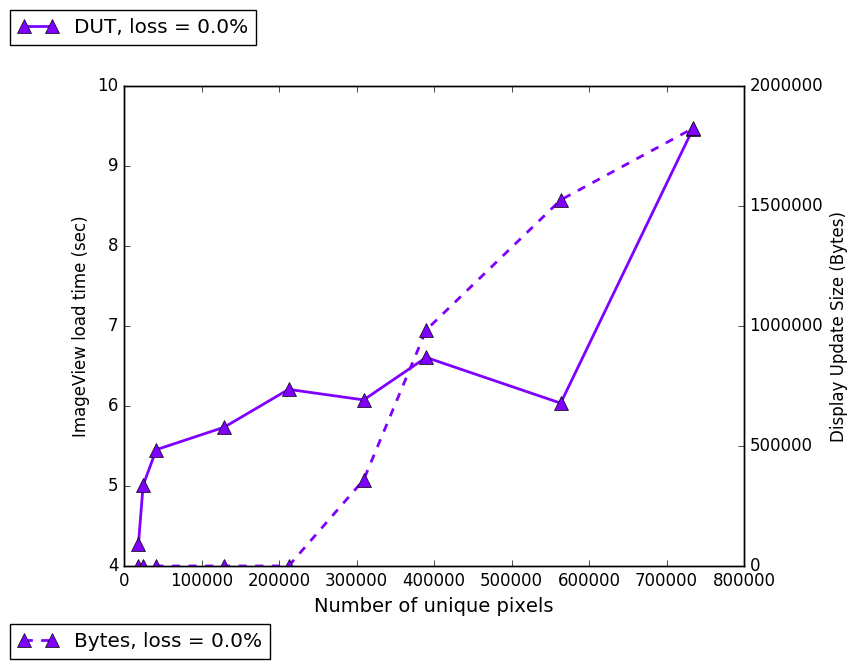 DUT, loss = 0.0%
10
9
8
7
6
5
4
ImageView load time (sec)
2000000
1500000
1000000
500000
0
Display Update Size (Bytes)
0 100000 200000 300000 400000 500000 600000 700000 800000
Number of unique pixels
Bytes, loss = 0.0%